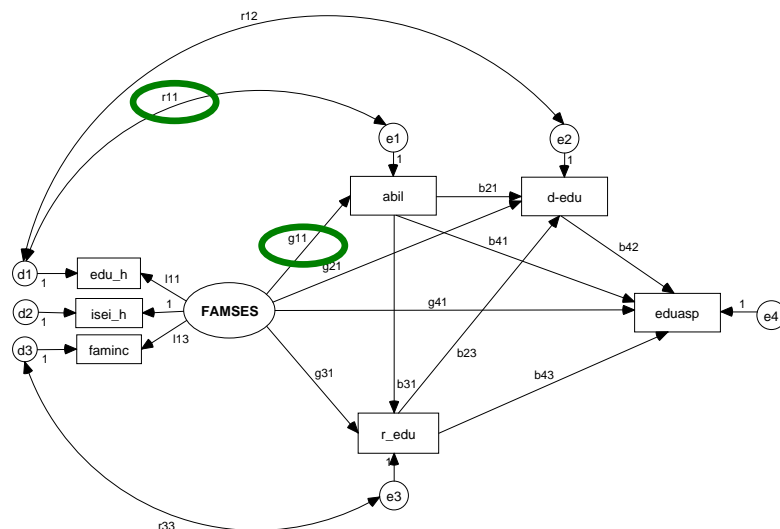 r12
r11
e1
e2
1
1
abil
b21
d-edu
g11
g21
b41
b42
d1
1
edu_h
l11
d2
1
isei_h
1
FAMSES
g41
eduasp
1
e4
d3
1
faminc
l13
g31
b31
b23
b43
r_edu
1
e3
r33